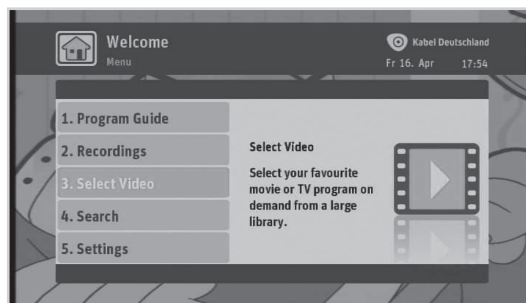 Welcome
Menu
Kabel Deutschland
Fr 16. Apr 17:54
1. Program Guide
2. Recordings
3. Select Video
4. Search
5. Settings
Select Video
Select your favourite
movie or TV program on
demand from a large
library.